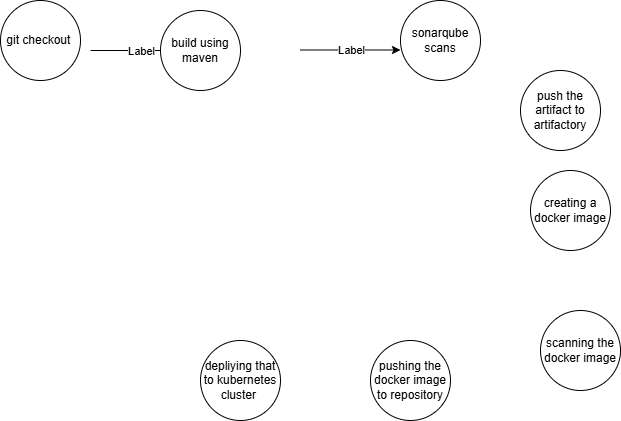 git checkout
Label
build using
maven
Label
sonarqube
scans
push the
artifact to
artifactory
creating a
docker image
scanning the
docker image
pushing the
docker image
to repository
depliying that
to kubernetes
cluster